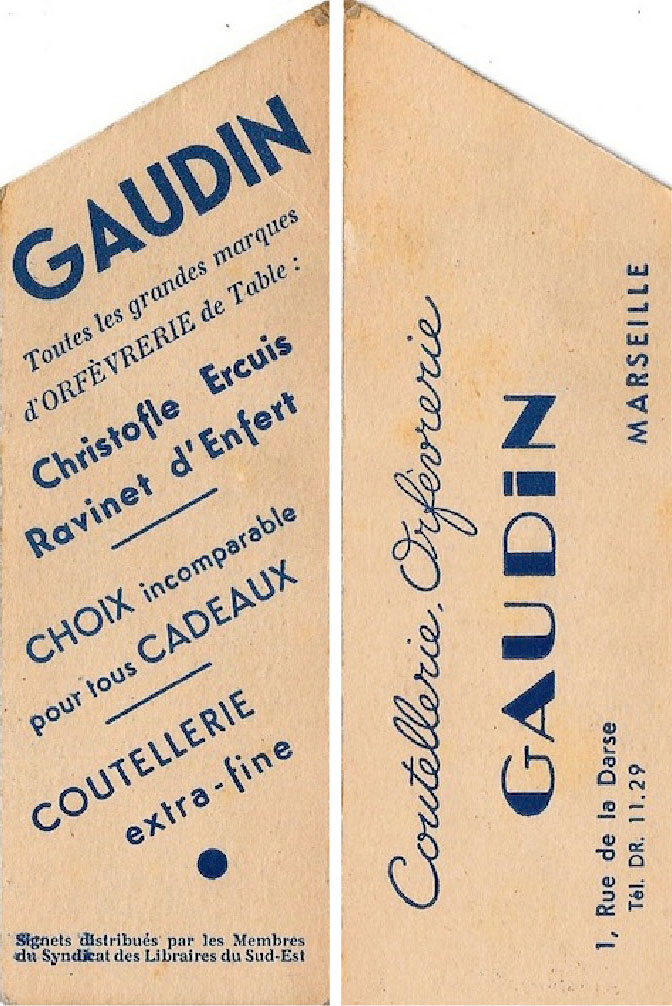 GAUDIN
Toutes les grandes marques
d'ORFÈVRERIE de Table :
Christofle Ercuis
Ravinet d'Enfert
CHOIX incomparable
pour tous CADEAUX
COUTELLERIE
extra-fine
Signets distribués par les Membres
du Syndicat des Libraires du Sud-Est
Coutellerie, Orfèvrerie
GAUDIN
1, Rue de la Darse MARSEILLE
Tél. DR. 11.29